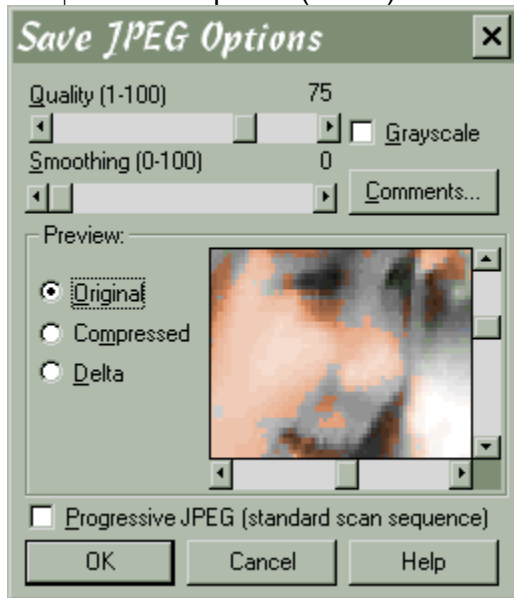 Save JPEG Options
Quality (1-100) 75
Grayscale
Smoothing (0-100) 0
Comments...
Preview:
Original
Compressed
Delta
Progressive JPEG (standard scan sequence)
OK Cancel Help